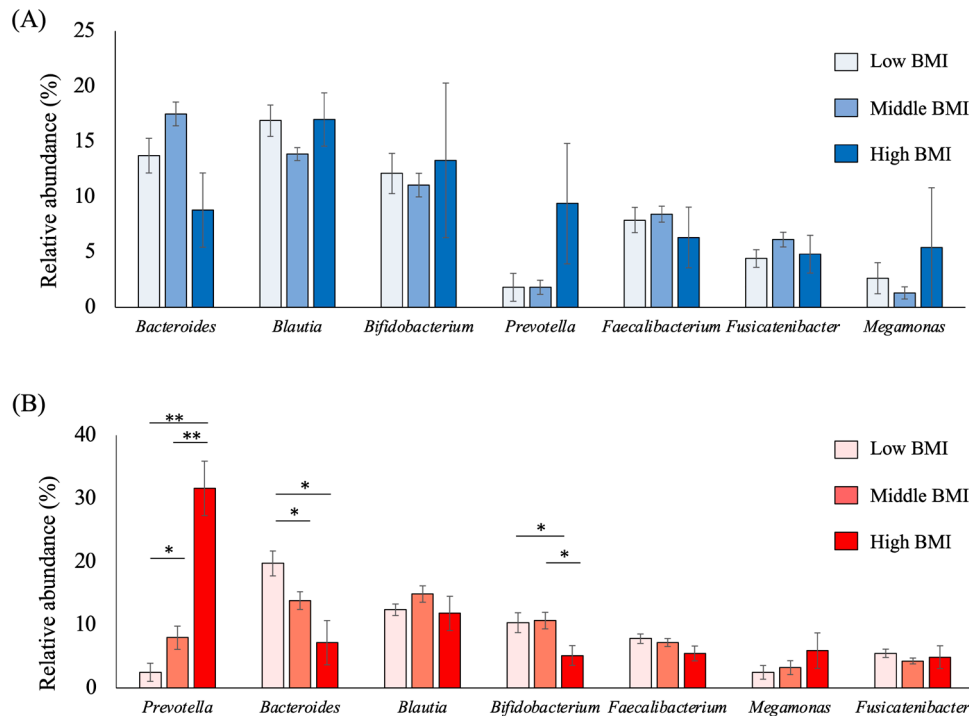 (A)
Relative abundance (%)
25
20
15
10
5
0
Low BMI
Middle BMI
High BMI
Bacteroides Blautia Bifidobacterium Prevotella Faecalibacterium Fusicatenibacter Megamonas
(B)
Relative abundance (%)
40
30
20
10
0
**
**
*
*
*
*
*
Low BMI
Middle BMI
High BMI
Prevotella Bacteroides Blautia Bifidobacterium Faecalibacterium Megamonas Fusicatenibacter